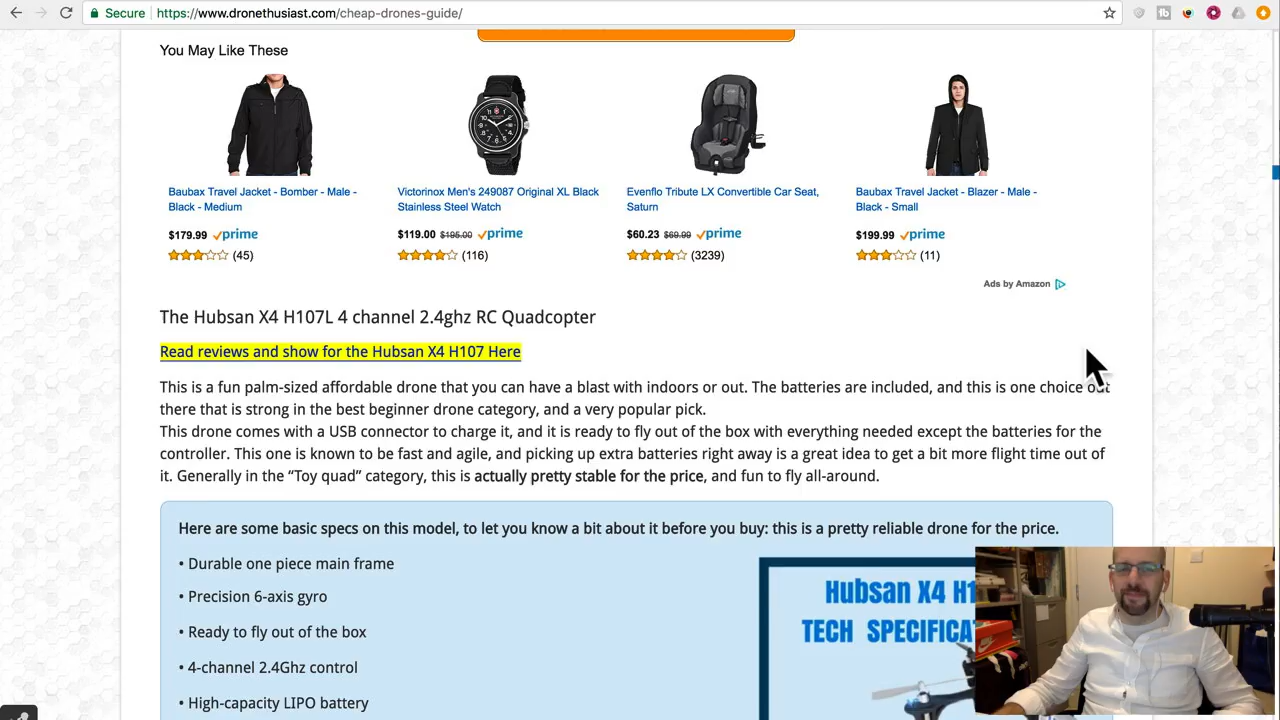 Secure https://www.dronethusiast.com/cheap-drones-guide/
You May Like These
Baubax Travel Jacket - Bomber - Male -
Black - Medium
$179.99 prime
(45)
Victorinox Men's 249087 Original XL Black
Stainless Steel Watch
$119.00 $195.00 prime
(116)
Evenflo Tribute LX Convertible Car Seat,
Saturn
$60.23 $69.99 prime
(3239)
Baubax Travel Jacket - Blazer - Male -
Black - Small
$199.99 prime
(11)
Ads by Amazon
The Hubsan X4 H107L 4 channel 2.4ghz RC Quadcopter
Read reviews and show for the Hubsan X4 H107 Here
This is a fun palm-sized affordable drone that you can have a blast with indoors or out. The batteries are included, and this is one choice out
there that is strong in the best beginner drone category, and a very popular pick.
This drone comes with a USB connector to charge it, and it is ready to fly out of the box with everything needed except the batteries for the
controller. This one is known to be fast and agile, and picking up extra batteries right away is a great idea to get a bit more flight time out of
it. Generally in the “Toy quad” category, this is actually pretty stable for the price, and fun to fly all-around.
Here are some basic specs on this model, to let you know a bit about it before you buy: this is a pretty reliable drone for the price.
• Durable one piece main frame
• Precision 6-axis gyro
• Ready to fly out of the box
• 4-channel 2.4Ghz control
• High-capacity LIPO battery
Hubsan X4 H1
TECH SPECIFICA